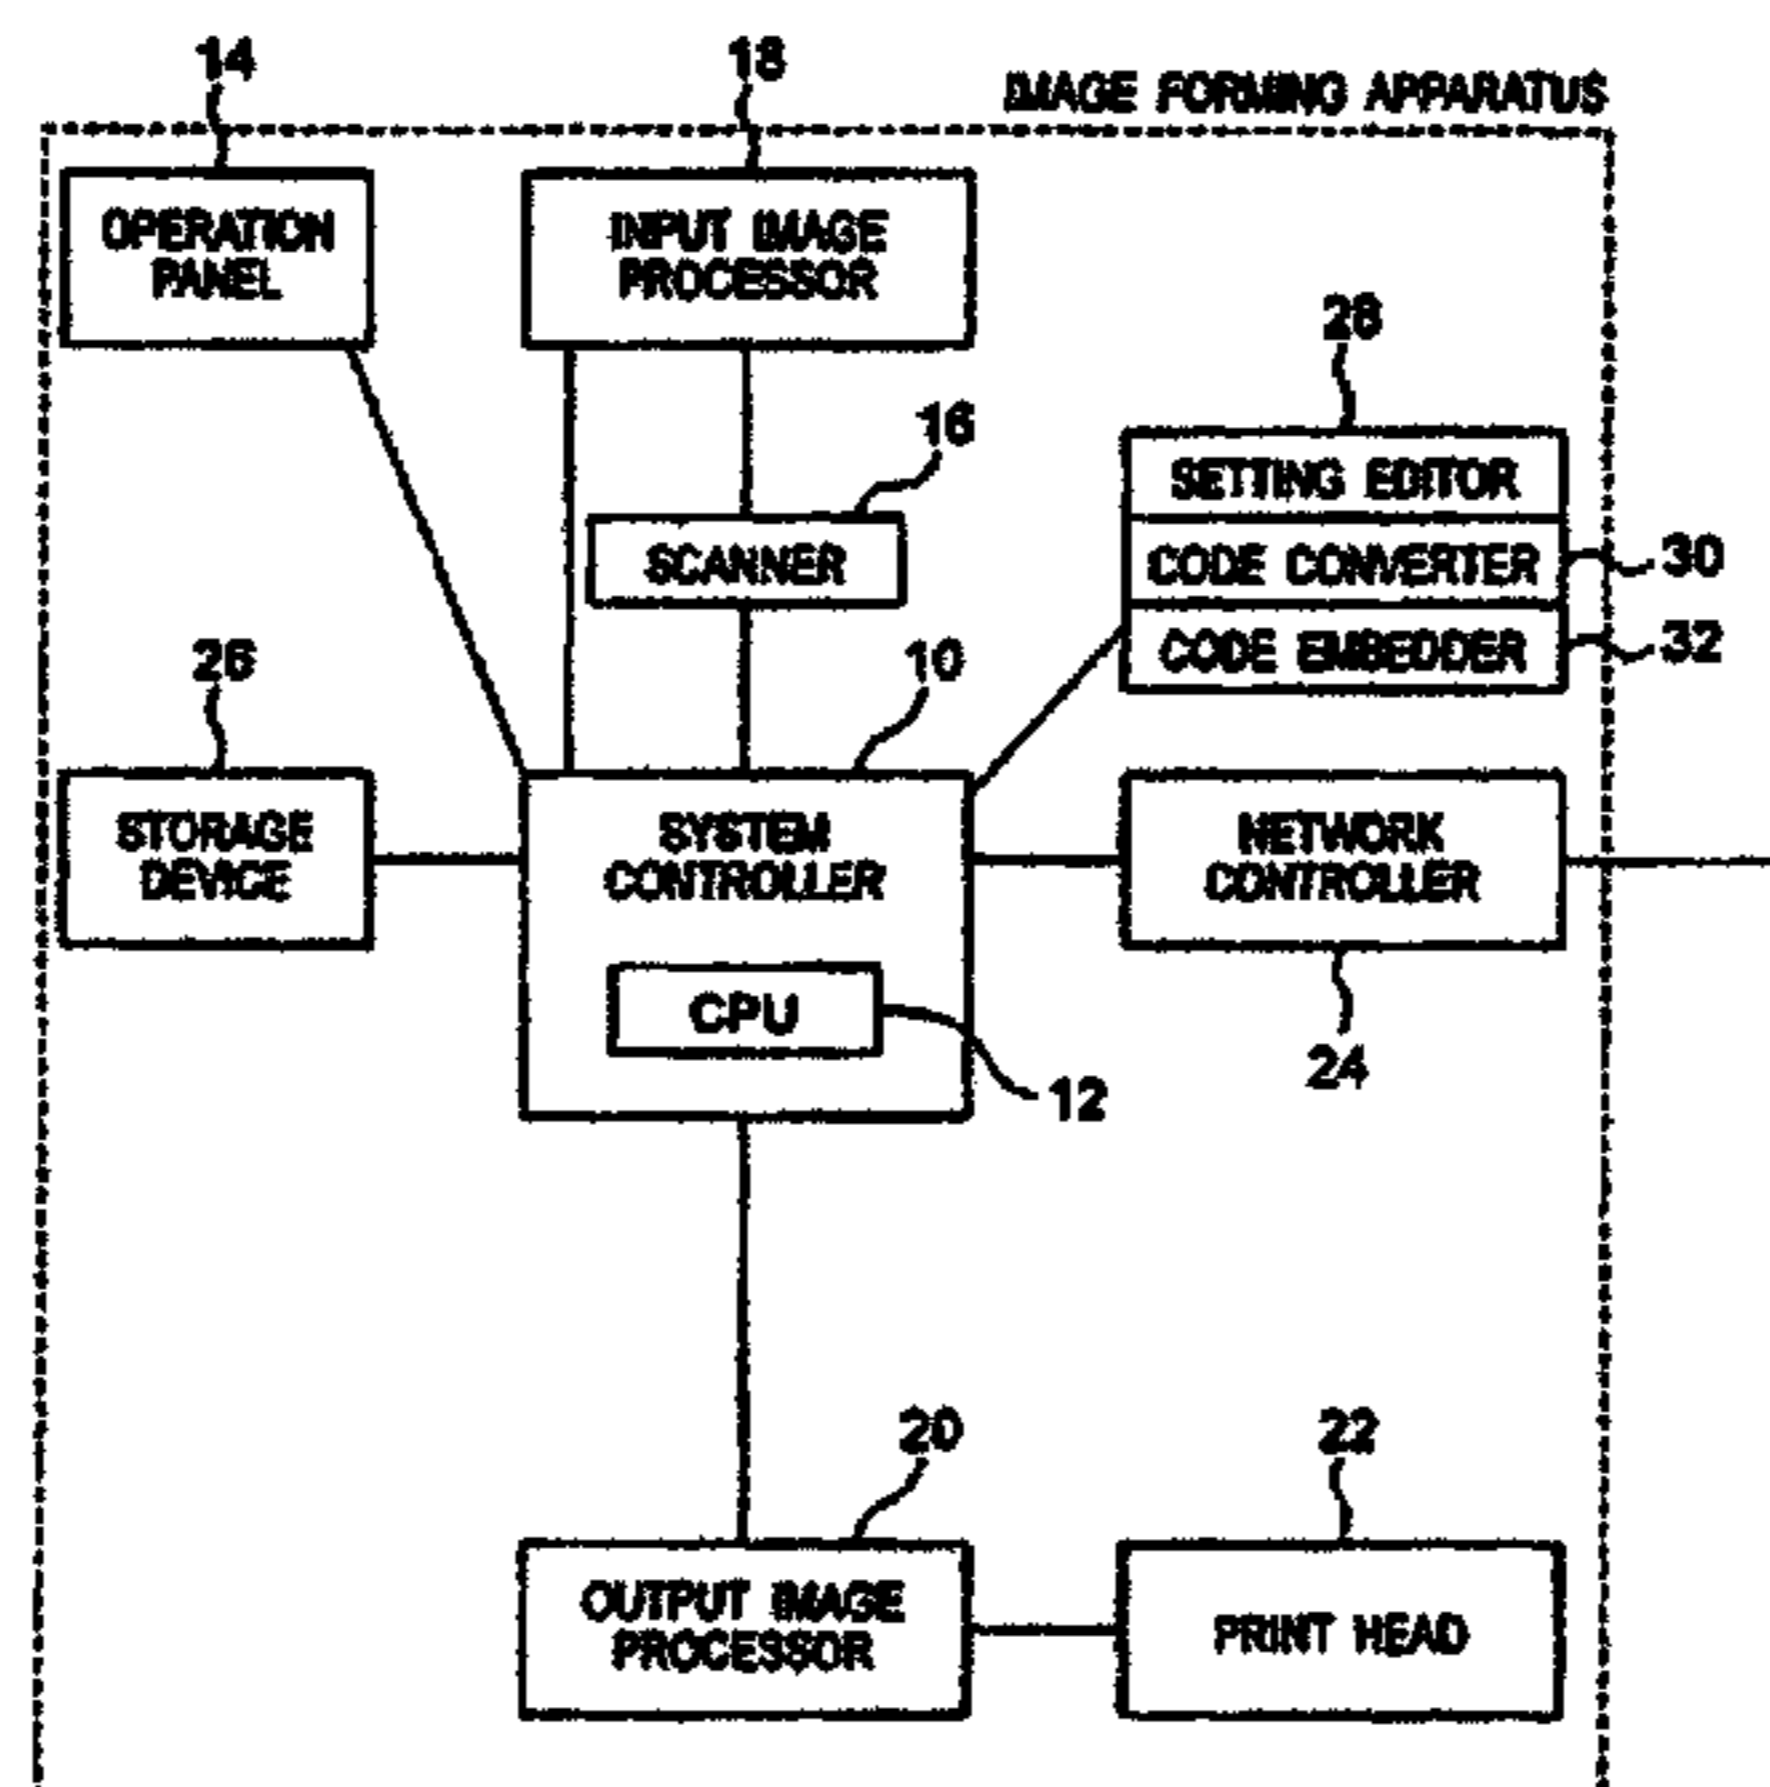 14
18
IMAGE FORMING APPARATUS
OPERATION
PANEL
INPUT IMAGE
PROCESSOR
28
16
SETTING EDITOR
SCANNER
CODE CONVERTER
30
26
10
CODE EMBEDDER
32
STORAGE
DEVICE
SYSTEM
CONTROLLER
NETWORK
CONTROLLER
CPU
24
12
20
22
OUTPUT IMAGE
PROCESSOR
PRINT HEAD